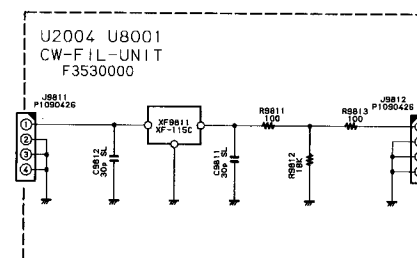 U2004 U8001
CW-FIL-UNIT
F3530000
J9811
P1090426
1
2
3
4
C9812
30p SL
XF9811
XF-115C
C9811
30p SL
R9811
100
R9812
18K
R9813
100
J9812
P1090426